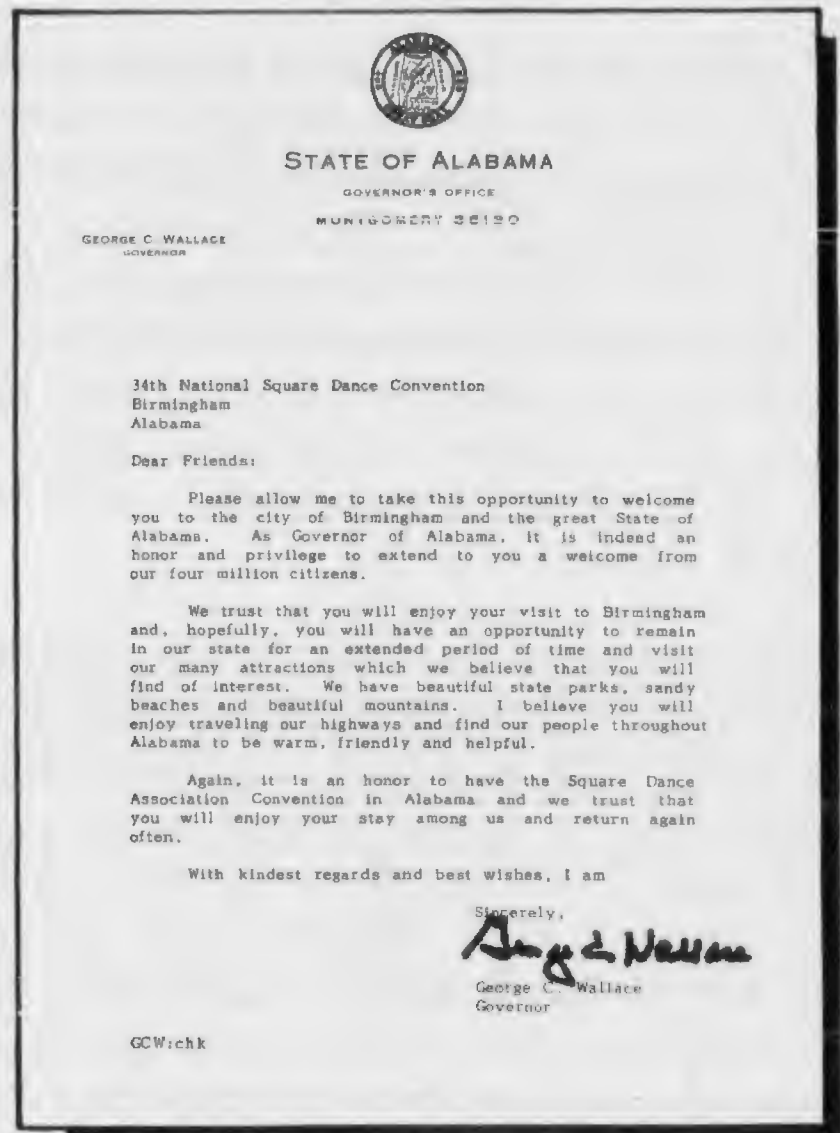 ALABAMA
STATE OF ALABAMA
GOVERNOR'S OFFICE
MONTGOMERY 36130
GEORGE C. WALLACE
GOVERNOR
34th National Square Dance Convention
Birmingham
Alabama
Dear Friends:
Please allow me to take this opportunity to welcome
you to the city of Birmingham and the great State of
Alabama. As Governor of Alabama, it is indeed an
honor and privilege to extend to you a welcome from
our four million citizens.
We trust that you will enjoy your visit to Birmingham
and, hopefully, you will have an opportunity to remain
in our state for an extended period of time and visit
our many attractions which we believe that you will
find of interest. We have beautiful state parks, sandy
beaches and beautiful mountains. I believe you will
enjoy traveling our highways and find our people throughout
Alabama to be warm, friendly and helpful.
Again, it is an honor to have the Square Dance
Association Convention in Alabama and we trust that
you will enjoy your stay among us and return again
often.
With kindest regards and best wishes, I am
Sincerely,
George C Wallace
George C. Wallace
Governor
GCW:chk